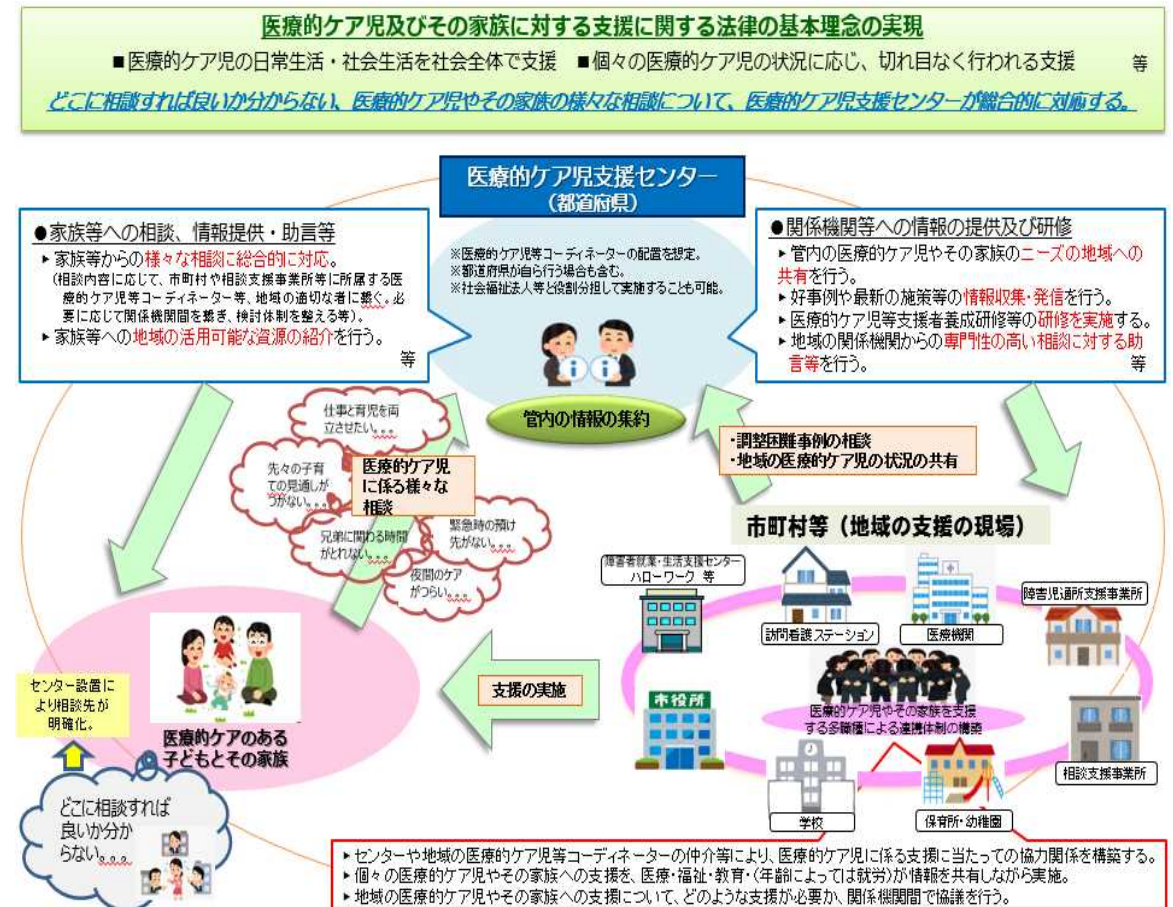 医療的ケア児及びその家族に対する支援に関する法律の基本理念の実現
■医療的ケア児の日常生活・社会生活を社会全体で支援 ■個々の医療的ケア児の状況に応じ、切れ目なく行われる支援 等
どこに相談すれば良いか分からない、医療的ケア児やその家族の様々な相談について、医療的ケア児支援センターが総合的に対応する。
医療的ケア児支援センター
（都道府県）
●家族等への相談、情報提供・助言等
▶家族等からの様々な相談に総合的に対応。
（相談内容に応じて、市町村や相談支援事業所等に所属する医
療的ケア児等コーディネーター等、地域の適切な者に繋ぐ。必
要に応じて関係機関間を繋ぎ、検討体制を整える等）。
▶家族等への地域の活用可能な資源の紹介を行う。
等
※医療的ケア児等コーディネーターの配置を想定。
※都道府県が自ら行う場合も含む。
※社会福祉法人等と役割分担して実施することも可能。
管内の情報の集約
●関係機関等への情報の提供及び研修
▶管内の医療的ケア児やその家族のニーズの地域への
共有を行う。
▶好事例や最新の施策等の情報収集・発信を行う。
▶医療的ケア児等支援者養成研修等の研修を実施する。
▶地域の関係機関からの専門性の高い相談に対する助
言等を行う。 等
仕事と育児を両
立させたい。。。
先々の子育
ての見通しが
つかない。。。
医療的ケア児
に係る様々な
相談
兄弟に関わる時間
がとれない。。。
緊急時の預け
先がない。。。
夜間のケア
がつらい。。。
・調整困難事例の相談
・地域の医療的ケア児の状況の共有
市町村等（地域の支援の現場）
障害者就業・生活支援センター
ハローワーク 等
訪問看護ステーション
医療機関
障害児通所支援事業所
市役所
医療的ケア児やその家族を支援
する多職種による連携体制の構築
相談支援事業所
学校
保育所・幼稚園
支援の実施
医療的ケアのある
子どもとその家族
センター設置に
より相談先が
明確化。
どこに相談すれば
良いか分か
らない。。。
▶センターや地域の医療的ケア児等コーディネーターの仲介等により、医療的ケア児に係る支援に当たっての協力関係を構築する。
▶個々の医療的ケア児やその家族への支援を、医療・福祉・教育・（年齢によっては就労）が情報を共有しながら実施。
▶地域の医療的ケア児やその家族への支援について、どのような支援が必要か、関係機関間で協議を行う。